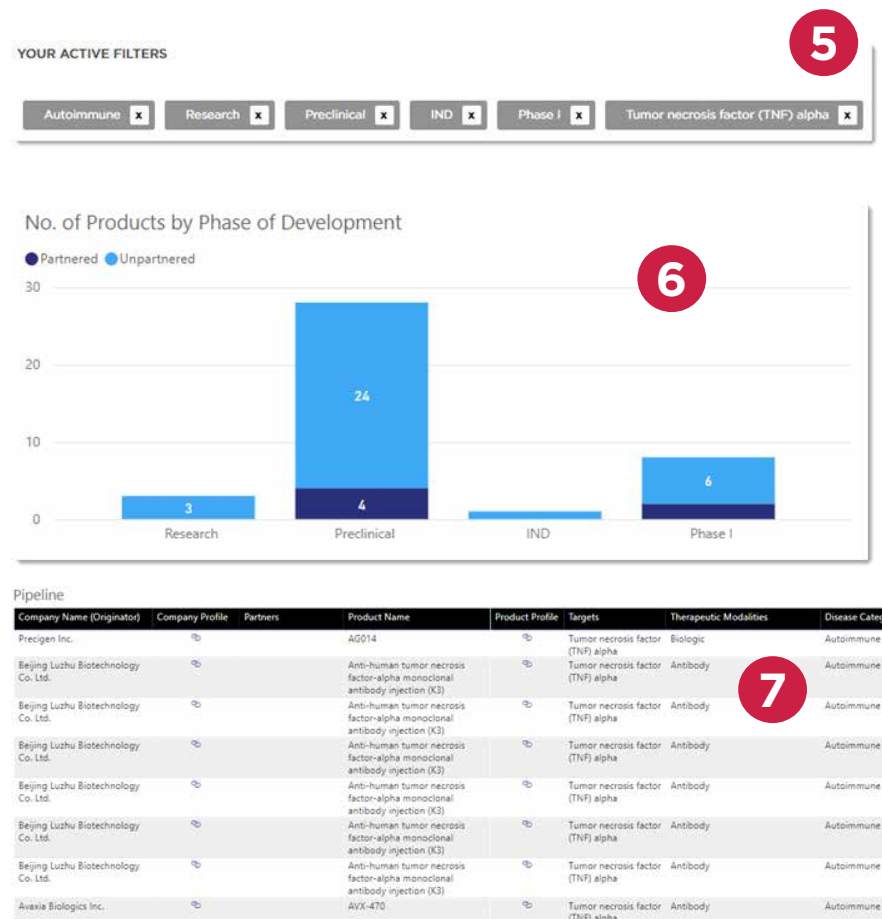 5
YOUR ACTIVE FILTERS
Autoimmune x Research x Preclinical x IND x Phase I x Tumor necrosis factor (TNF) alpha x
No. of Products by Phase of Development
Partnered Unpartnered
6
30
20
10
0
24
3
4
6
Research Preclinical IND Phase I
Pipeline
Company Name (Originator) Company Profile Partners Product Name Product Profile Targets Therapeutic Modalities Disease Categ
Precigen Inc. AG014 Tumor necrosis factor Biologic Autoimmune
(TNF) alpha
Beijing Luzhu Biotechnology Anti-human tumor necrosis Tumor necrosis factor Antibody Autoimmune
Co. Ltd. factor-alpha monoclonal (TNF) alpha
antibody injection (K3)
7
Beijing Luzhu Biotechnology Anti-human tumor necrosis Tumor necrosis factor Antibody Autoimmune
Co. Ltd. factor-alpha monoclonal (TNF) alpha
antibody injection (K3)
Beijing Luzhu Biotechnology Anti-human tumor necrosis Tumor necrosis factor Antibody Autoimmune
Co. Ltd. factor-alpha monoclonal (TNF) alpha
antibody injection (K3)
Beijing Luzhu Biotechnology Anti-human tumor necrosis Tumor necrosis factor Antibody Autoimmune
Co. Ltd. factor-alpha monoclonal (TNF) alpha
antibody injection (K3)
Beijing Luzhu Biotechnology Anti-human tumor necrosis Tumor necrosis factor Antibody Autoimmune
Co. Ltd. factor-alpha monoclonal (TNF) alpha
antibody injection (K3)
Beijing Luzhu Biotechnology Anti-human tumor necrosis Tumor necrosis factor Antibody Autoimmune
Co. Ltd. factor-alpha monoclonal (TNF) alpha
antibody injection (K3)
Avaxia Biologics Inc. AVX-470 Tumor necrosis factor Antibody Autoimmune
(TNF) alpha